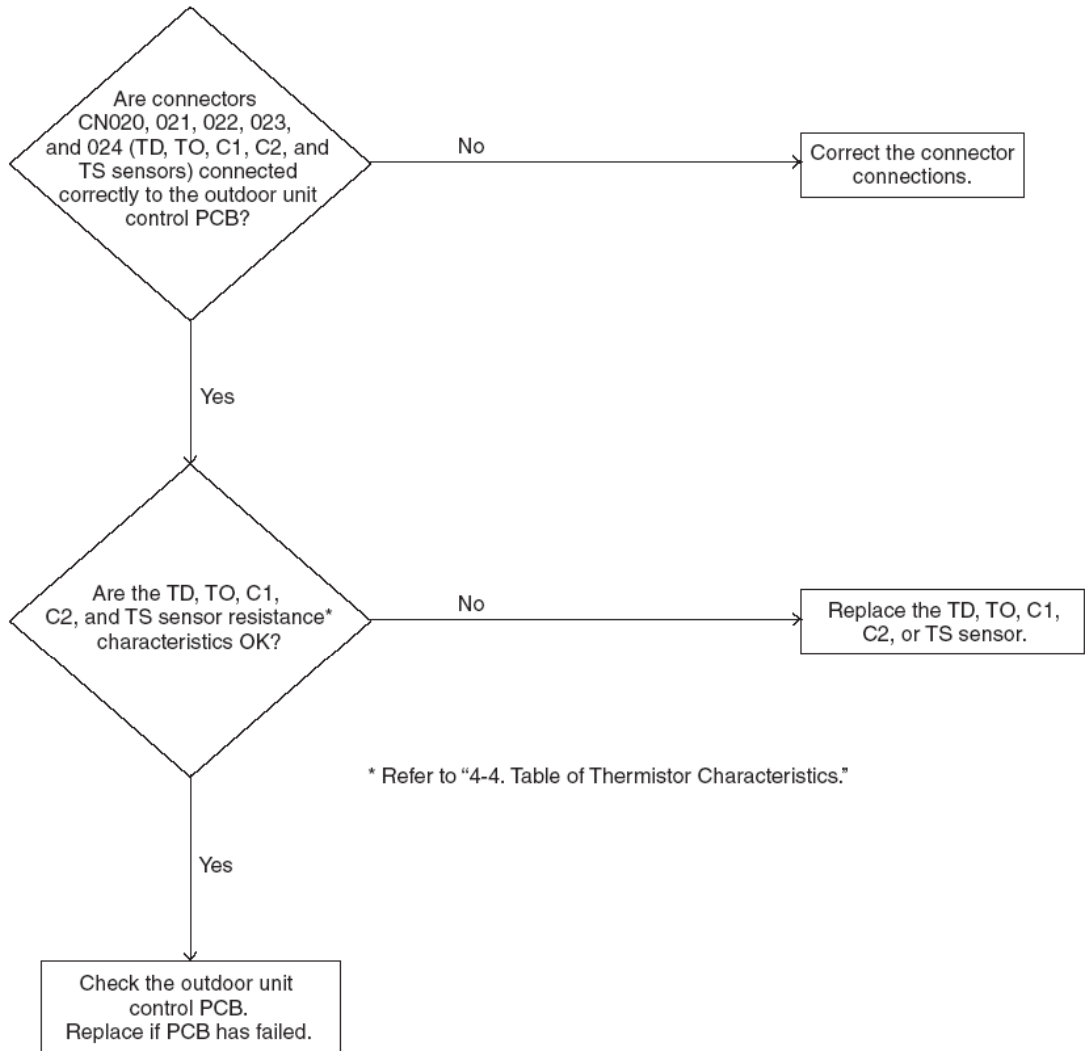 Are connectors
CN020, 021, 022, 023,
and 024 (TD, TO, C1, C2, and
TS sensors) connected
correctly to the outdoor unit
control PCB?
No
Correct the connector
connections.
Yes
Are the TD, TO, C1,
C2, and TS sensor resistance*
characteristics OK?
No
Replace the TD, TO, C1,
C2, or TS sensor.
* Refer to “4-4. Table of Thermistor Characteristics.”
Yes
Check the outdoor unit
control PCB.
Replace if PCB has failed.